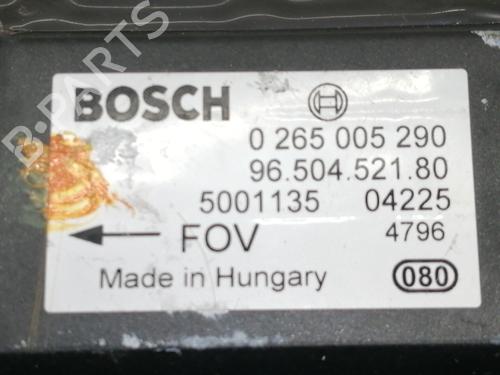 BOSCH
0 265 005 290
96.504.521.80
5001135 04225
FOV 4796
Made in Hungary 080
B-PARTS